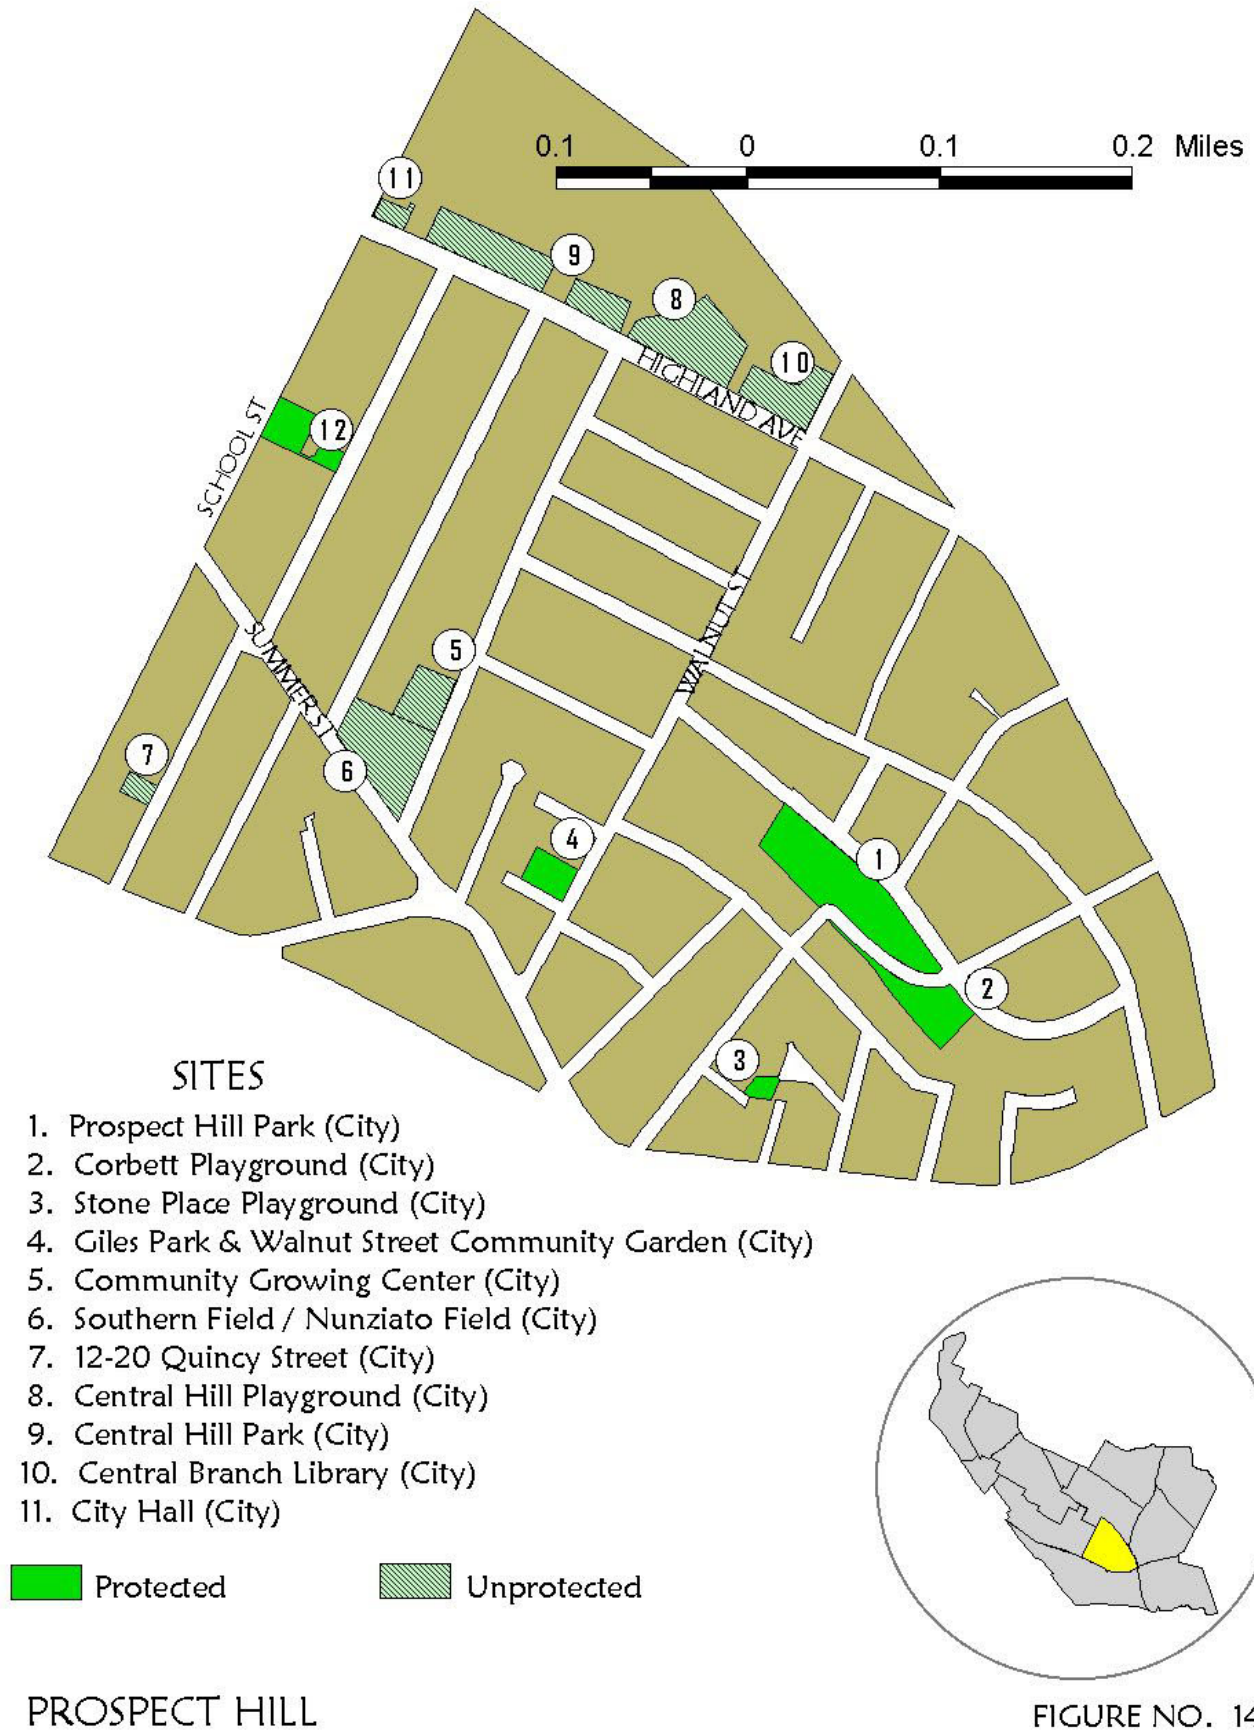 0.1 0 0.1 0.2 Miles
11
9
8
10
HIGHLAND AVE
12
SCHOOL ST
WALNUT ST
SUMMER ST
5
7
6
4
1
2
3
SITES
1. Prospect Hill Park (City)
2. Corbett Playground (City)
3. Stone Place Playground (City)
4. Giles Park & Walnut Street Community Garden (City)
5. Community Growing Center (City)
6. Southern Field / Nunziato Field (City)
7. 12-20 Quincy Street (City)
8. Central Hill Playground (City)
9. Central Hill Park (City)
10. Central Branch Library (City)
11. City Hall (City)
Protected Unprotected
PROSPECT HILL FIGURE NO. 14